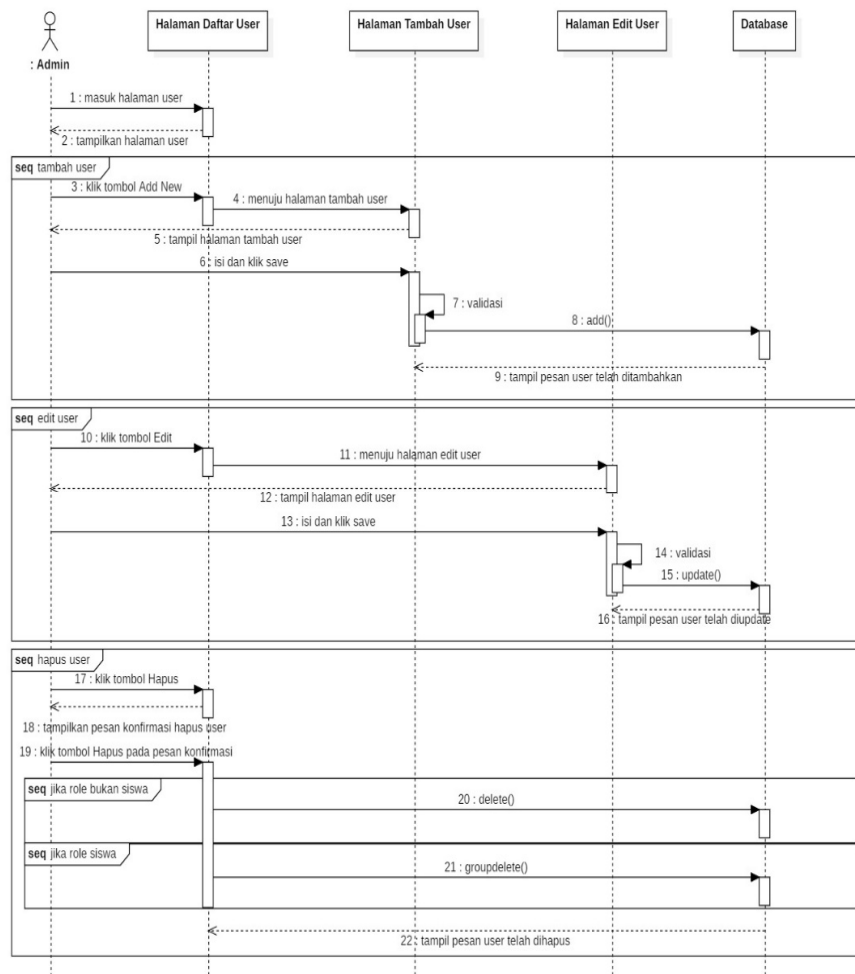 Halaman Daftar User
Halaman Tambah User
Halaman Edit User
Database
: Admin
1 : masuk halaman user
2 : tampilkan halaman user
seq tambah user
3 : klik tombol Add New
4 : menuju halaman tambah user
5 : tampil halaman tambah user
6 : isi dan klik save
7 : validasi
8 : add()
9 : tampil pesan user telah ditambahkan
seq edit user
10 : klik tombol Edit
11 : menuju halaman edit user
12 : tampil halaman edit user
13 : isi dan klik save
14 : validasi
15 : update()
16 : tampil pesan user telah diupdate
seq hapus user
17 : klik tombol Hapus
18 : tampilkan pesan konfirmasi hapus user
19 : klik tombol Hapus pada pesan konfirmasi
seq jika role bukan siswa
20 : delete()
seq jika role siswa
21 : groupdelete()
22 : tampil pesan user telah dihapus